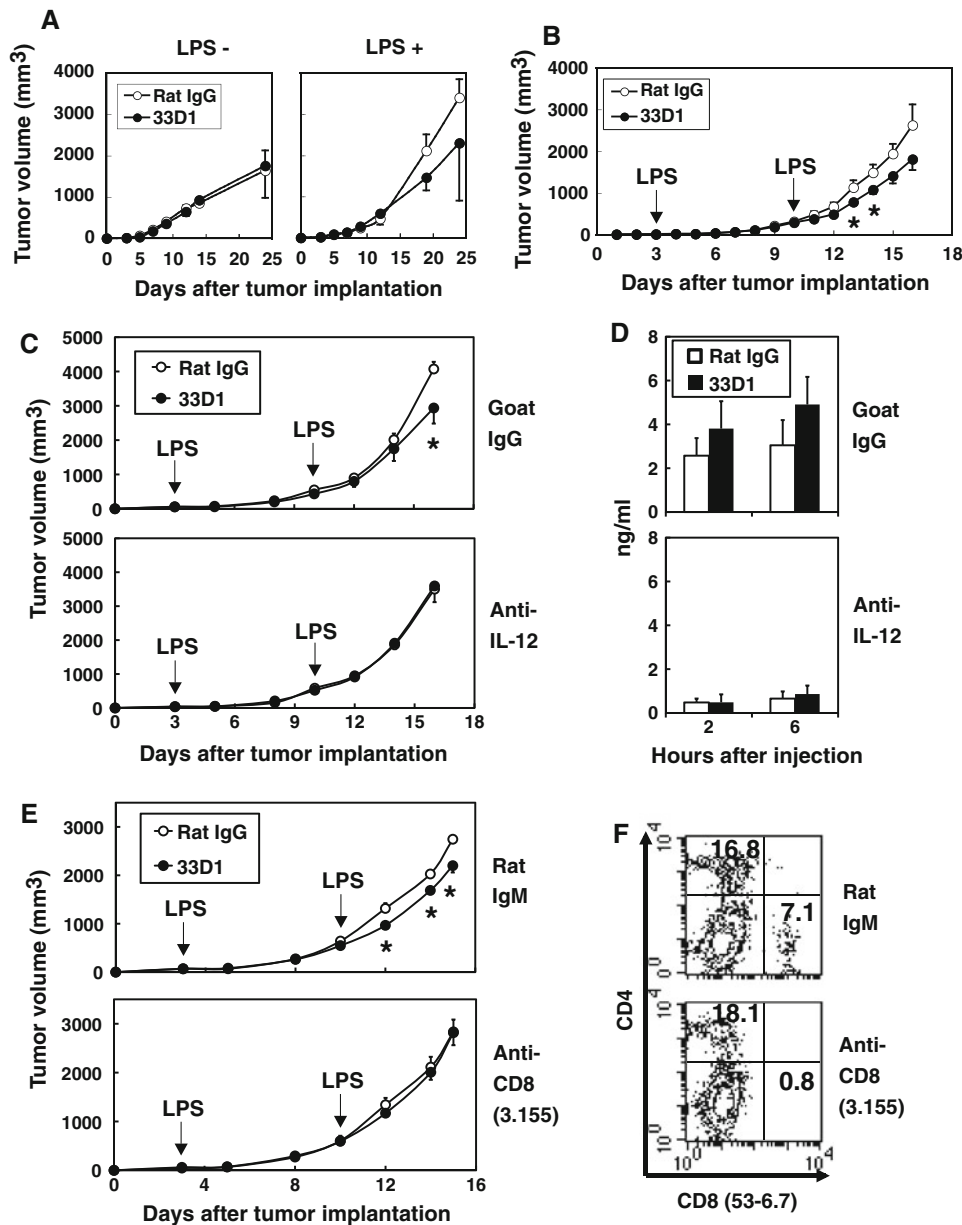 A
LPS -
LPS +
Tumor volume (mm3)
4000
3000
2000
1000
0
Rat IgG
33D1
0 5 10 15 20 25
0 5 10 15 20 25
Days after tumor implantation
B
Tumor volume (mm3)
4000
3000
2000
1000
0
Rat IgG
33D1
LPS
LPS
*
*
0 3 6 9 12 15 18
Days after tumor implantation
C
Tumor volume (mm3)
5000
4000
3000
2000
1000
0
Rat IgG
33D1
LPS
LPS
*
Goat
IgG
4000
3000
2000
1000
0
LPS
LPS
Anti-
IL-12
0 3 6 9 12 15 18
Days after tumor implantation
D
ng/ml
8
6
4
2
0
Rat IgG
33D1
Goat
IgG
8
6
4
2
0
Anti-
IL-12
2 6
Hours after injection
E
Tumor volume (mm3)
3000
2000
1000
0
Rat IgG
33D1
LPS
LPS
*
*
*
Rat
IgM
3000
2000
1000
0
LPS
LPS
Anti-
CD8
(3.155)
0 4 8 12 16
Days after tumor implantation
F
CD4
104
100
16.8
7.1
Rat
IgM
104
100
18.1
0.8
Anti-
CD8
(3.155)
100 104
CD8 (53-6.7)